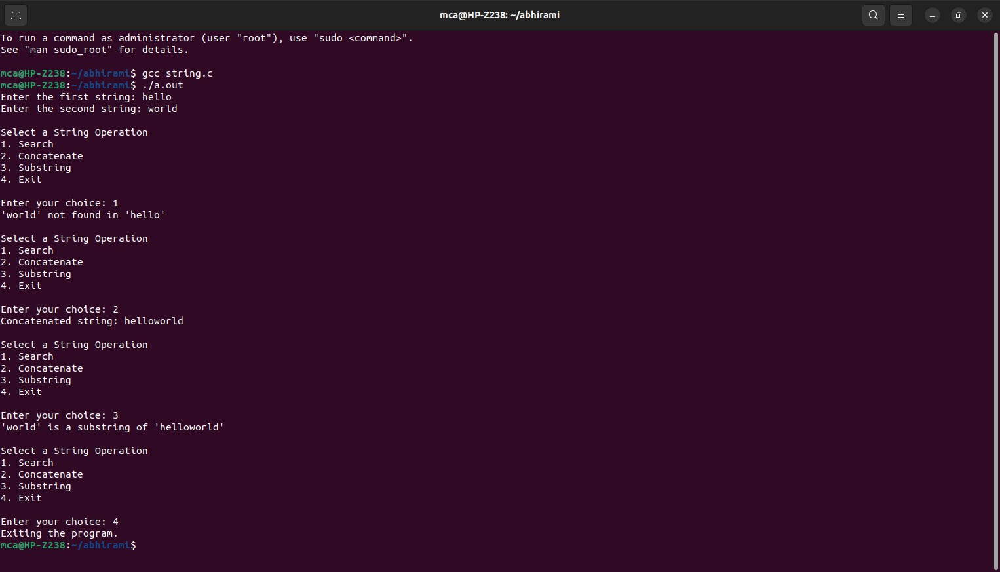 mca@HP-Z238: ~/abhirami
To run a command as administrator (user "root"), use "sudo <command>".
See "man sudo_root" for details.
mca@HP-Z238:~/abhirami$ gcc string.c
mca@HP-Z238:~/abhirami$ ./a.out
Enter the first string: hello
Enter the second string: world
Select a String Operation
1. Search
2. Concatenate
3. Substring
4. Exit
Enter your choice: 1
'world' not found in 'hello'
Select a String Operation
1. Search
2. Concatenate
3. Substring
4. Exit
Enter your choice: 2
Concatenated string: helloworld
Select a String Operation
1. Search
2. Concatenate
3. Substring
4. Exit
Enter your choice: 3
'world' is a substring of 'helloworld'
Select a String Operation
1. Search
2. Concatenate
3. Substring
4. Exit
Enter your choice: 4
Exiting the program.
mca@HP-Z238:~/abhirami$